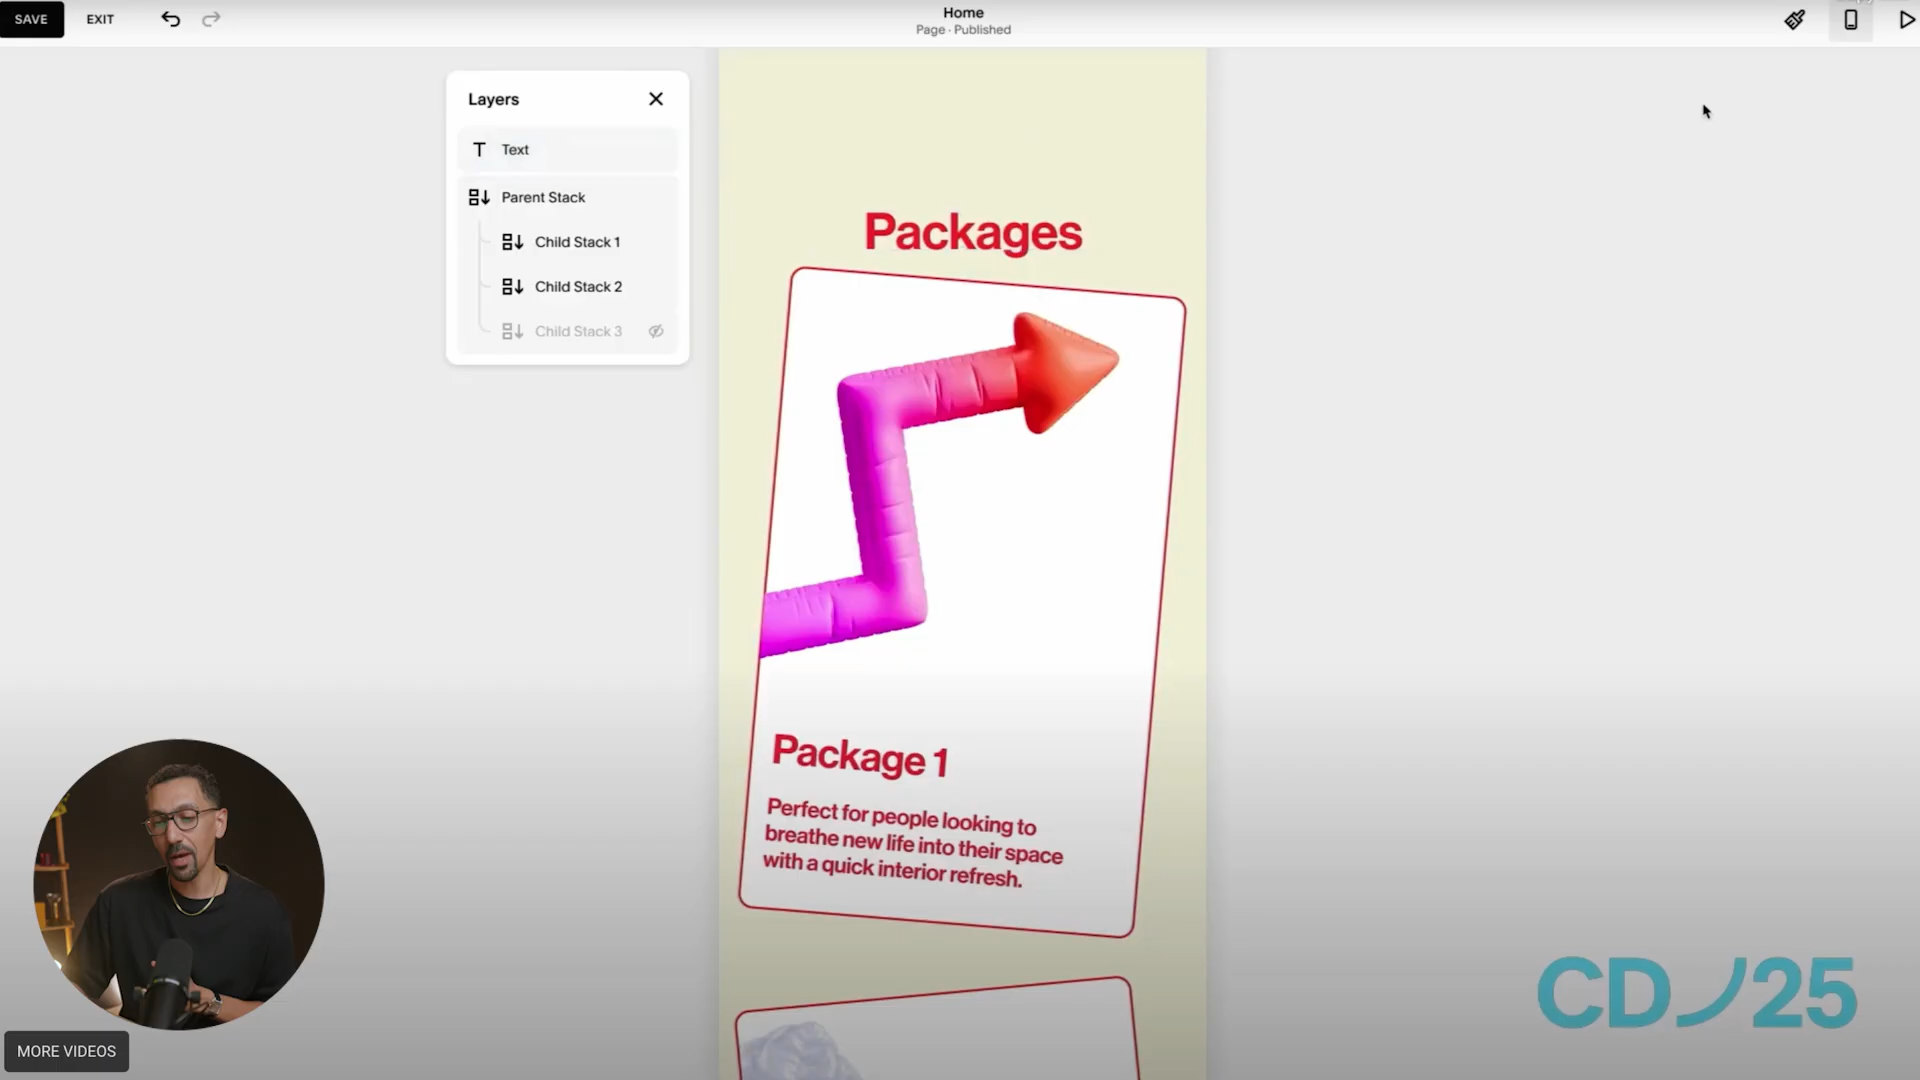 SAVE
EXIT
Home
Page · Published
Layers
Text
Parent Stack
Child Stack 1
Child Stack 2
Child Stack 3
Packages
Package 1
Perfect for people looking to
breathe new life into their space
with a quick interior refresh.
CD 25
MORE VIDEOS